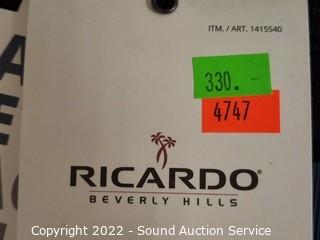 ITM. / ART. 1415540
330.-
4747
RICARDO®
BEVERLY HILLS
Copyright 2022 - Sound Auction Service